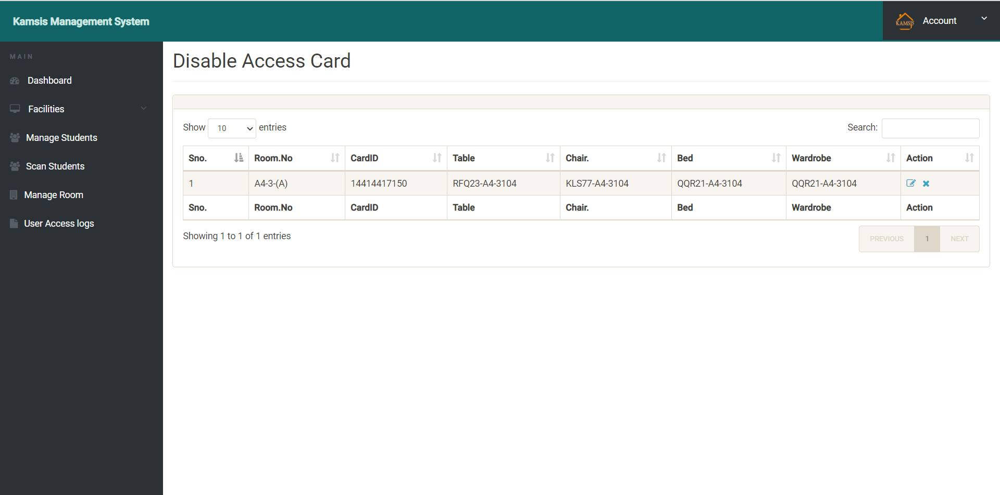 Kamsis Management System
KAMSIS
Account
MAIN
Dashboard
Facilities
Manage Students
Scan Students
Manage Room
User Access logs
Disable Access Card
Show 10 entries
Search:
Sno. Room.No CardID Table Chair. Bed Wardrobe Action
1 A4-3-(A) 14414417150 RFQ23-A4-3104 KLS77-A4-3104 QQR21-A4-3104 QQR21-A4-3104
Sno. Room.No CardID Table Chair. Bed Wardrobe Action
Showing 1 to 1 of 1 entries
PREVIOUS 1 NEXT